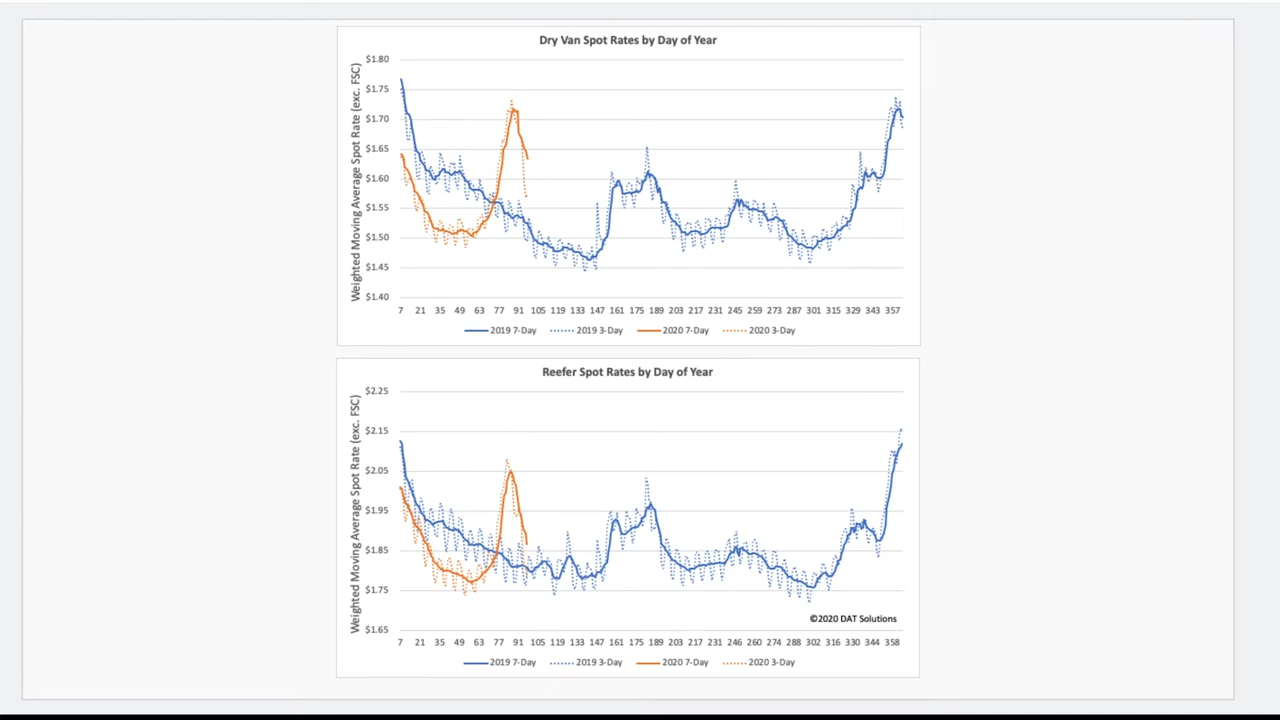 Dry Van Spot Rates by Day of Year
Weighted Moving Average Spot Rate (exc. FSC)
$1.80
$1.75
$1.70
$1.65
$1.60
$1.55
$1.50
$1.45
$1.40
7 21 35 49 63 77 91 105 119 133 147 161 175 189 203 217 231 245 259 273 287 301 315 329 343 357
2019 7-Day 2019 3-Day 2020 7-Day 2020 3-Day
Reefer Spot Rates by Day of Year
Weighted Moving Average Spot Rate (exc. FSC)
$2.25
$2.15
$2.05
$1.95
$1.85
$1.75
$1.65
©2020 DAT Solutions
7 21 35 49 63 77 91 105 119 133 147 161 175 189 203 217 231 246 260 274 288 302 316 330 344 358
2019 7-Day 2019 3-Day 2020 7-Day 2020 3-Day